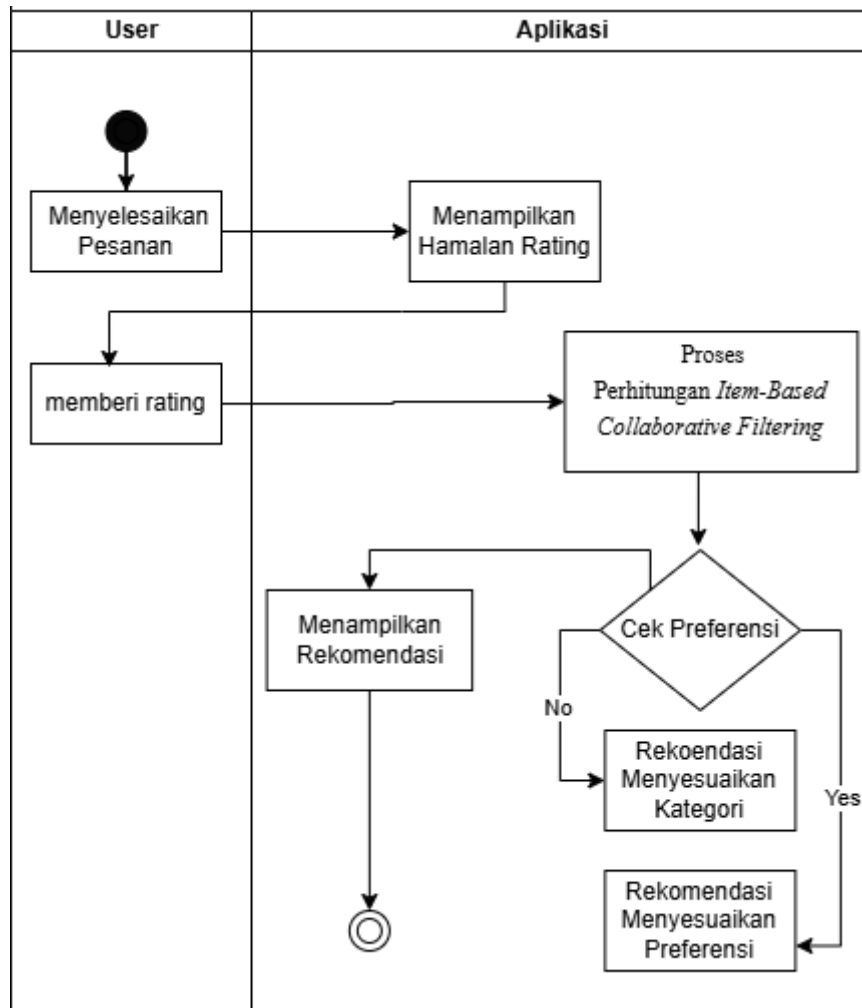 User
Aplikasi
Menyelesaikan
Pesanan
Menampilkan
Hamalan Rating
memberi rating
Proses
Perhitungan Item-Based
Collaborative Filtering
Menampilkan
Rekomendasi
Cek Preferensi
No
Yes
Rekoendasi
Menyesuaikan
Kategori
Rekomendasi
Menyesuaikan
Preferensi